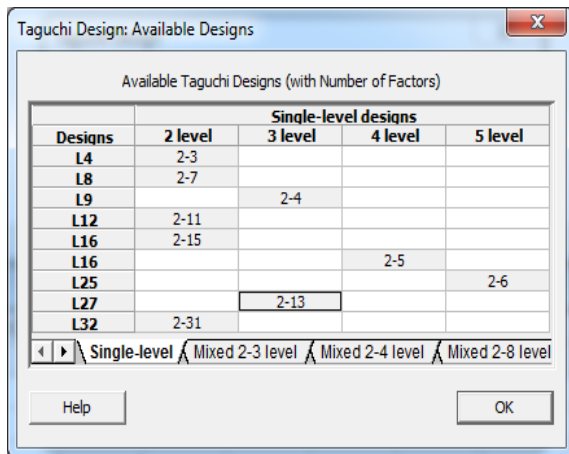 Taguchi Design: Available Designs
Available Taguchi Designs (with Number of Factors)
Single-level designs
Designs 2 level 3 level 4 level 5 level
L4 2-3
L8 2-7
L9 2-4
L12 2-11
L16 2-15
L16 2-5
L25 2-6
L27 2-13
L32 2-31
Single-level Mixed 2-3 level Mixed 2-4 level Mixed 2-8 level
Help OK